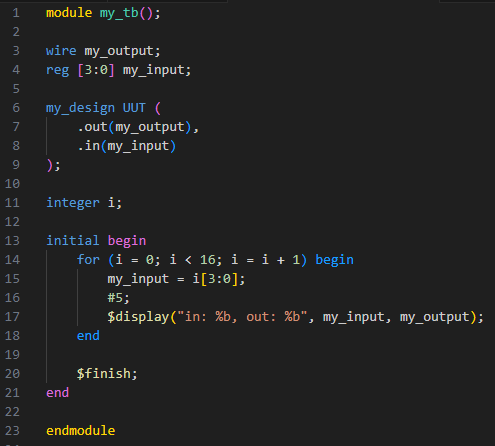 1 module my_tb();
2
3 wire my_output;
4 reg [3:0] my_input;
5
6 my_design UUT (
7     .out(my_output),
8     .in(my_input)
9 );
10
11 integer i;
12
13 initial begin
14     for (i = 0; i < 16; i = i + 1) begin
15         my_input = i[3:0];
16         #5;
17         $display("in: %b, out: %b", my_input, my_output);
18     end
19
20     $finish;
21 end
22
23 endmodule